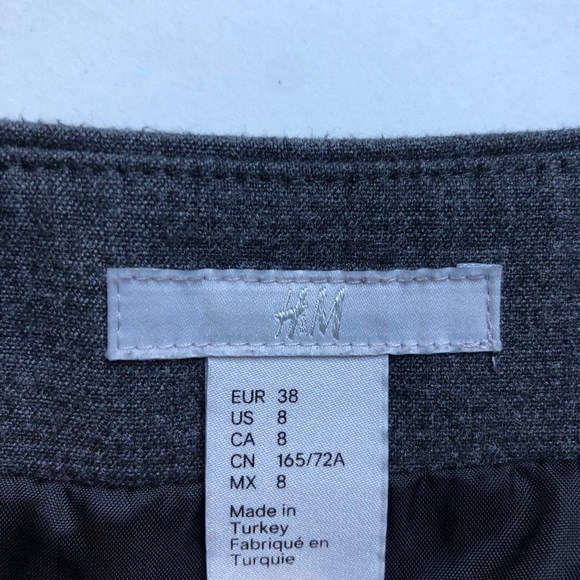 H&M
EUR 38
US 8
CA 8
CN 165/72A
MX 8
Made in
Turkey
Fabriqué en
Turquie